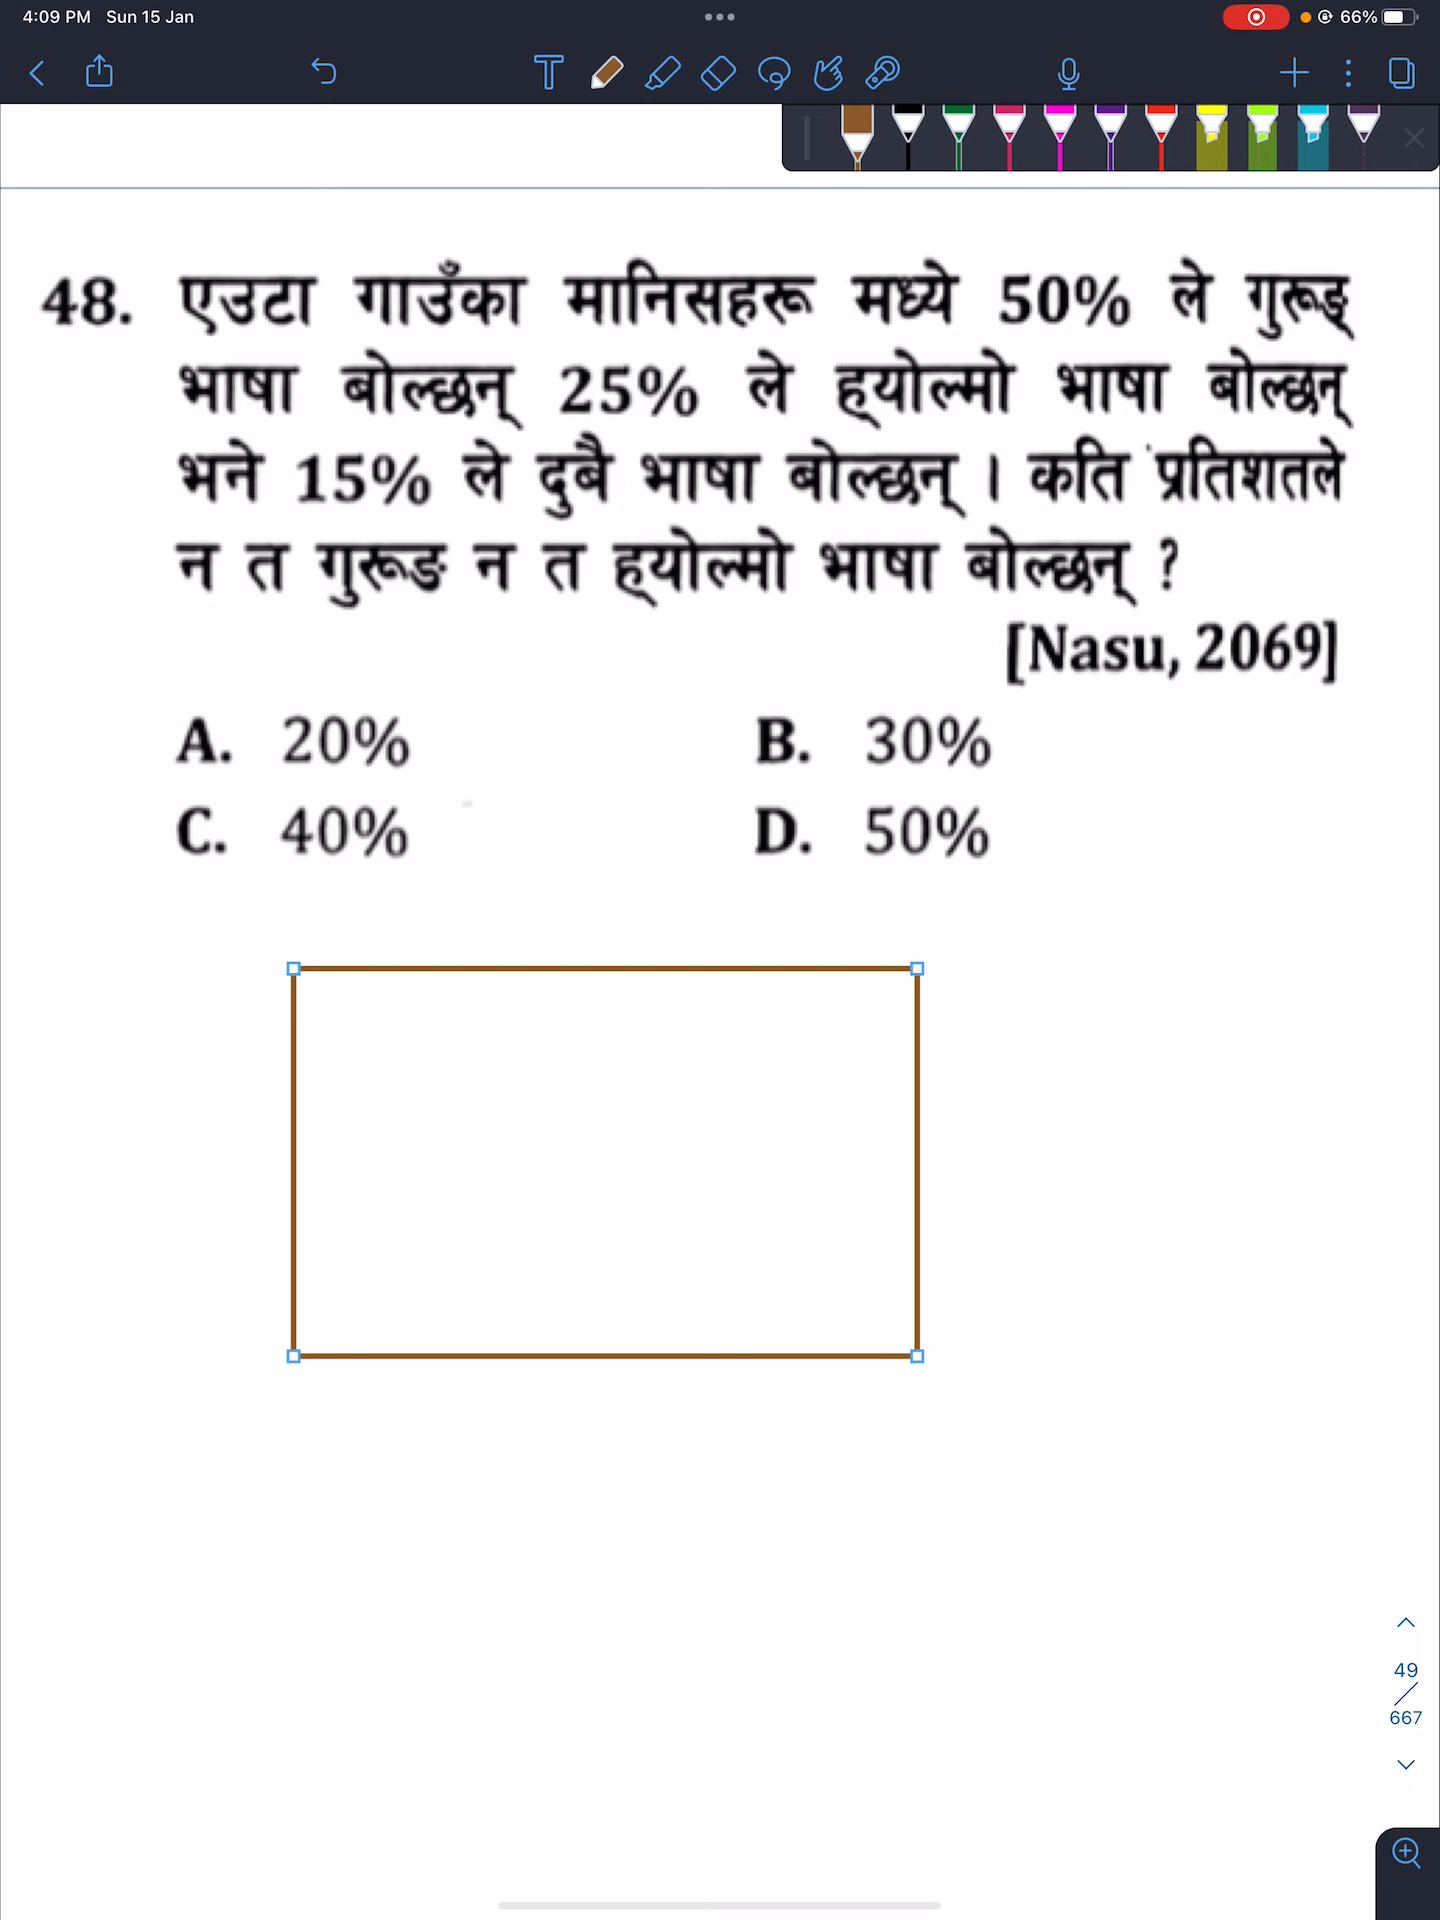 4:09 PM Sun 15 Jan
66%
48. एउटा गाउँका मानिसहरू मध्ये 50% ले गुरूङ्
भाषा बोल्छन् 25% ले ह्योल्मो भाषा बोल्छन्
भने 15% ले दुबै भाषा बोल्छन् । कति प्रतिशतले
न त गुरूङ न त ह्योल्मो भाषा बोल्छन् ?
[Nasu, 2069]
A. 20% B. 30%
C. 40% D. 50%
49
667